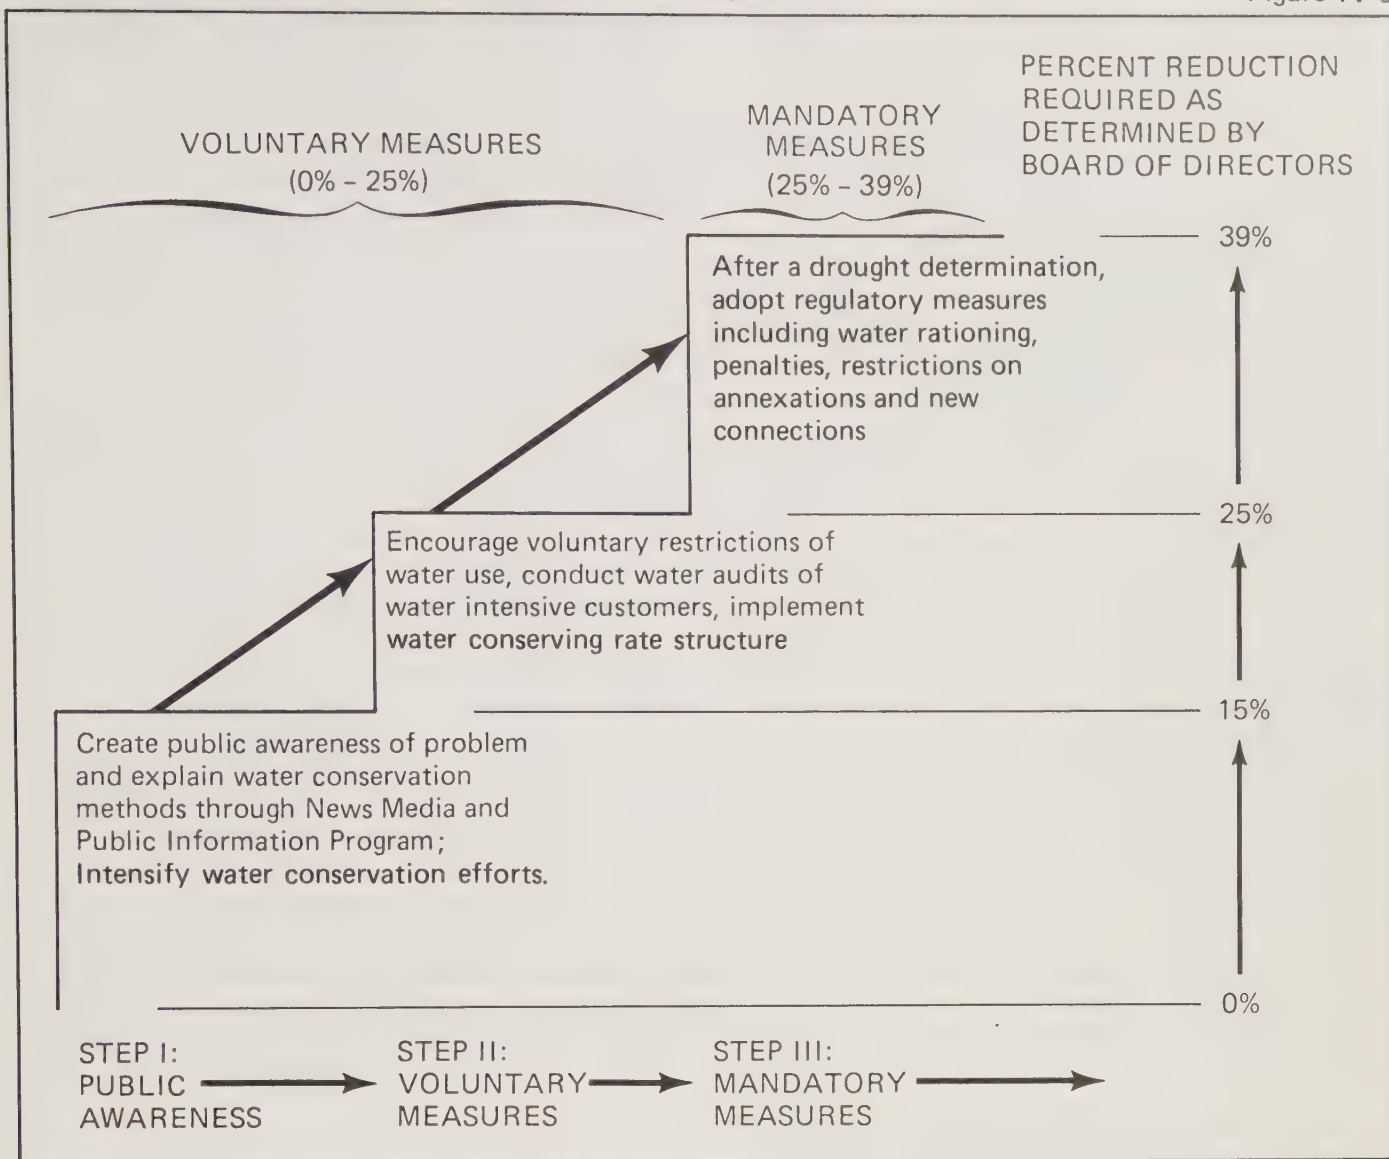 PERCENT REDUCTION
REQUIRED AS
DETERMINED BY
BOARD OF DIRECTORS
VOLUNTARY MEASURES
(0% - 25%)
MANDATORY
MEASURES
(25% - 39%)
39%
After a drought determination,
adopt regulatory measures
including water rationing,
penalties, restrictions on
annexations and new
connections
25%
Encourage voluntary restrictions of
water use, conduct water audits of
water intensive customers, implement
water conserving rate structure
15%
Create public awareness of problem
and explain water conservation
methods through News Media and
Public Information Program;
Intensify water conservation efforts.
0%
STEP I:
PUBLIC
AWARENESS
STEP II:
VOLUNTARY
MEASURES
STEP III:
MANDATORY
MEASURES